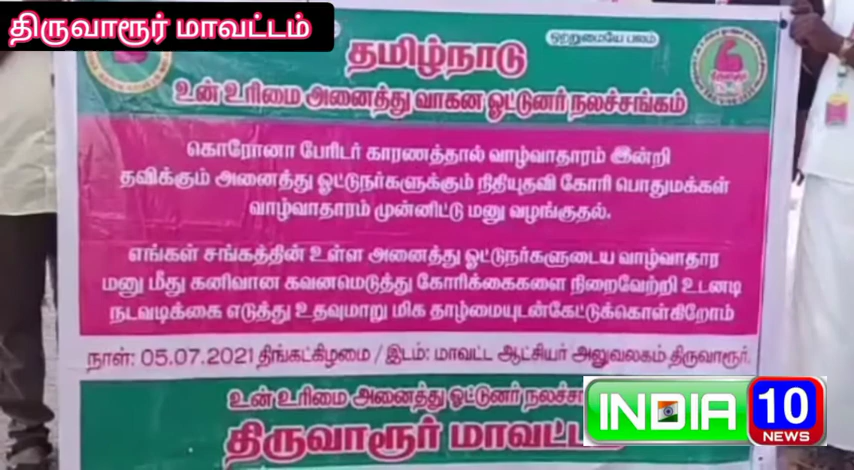 திருவாரூர் மாவட்டம்
ஒற்றுமையே பலம்
தமிழ்நாடு
உன் உரிமை அனைத்து வாகன ஓட்டுனர் நலச்சங்கம்
கொரோனா பேரிடர் காரணத்தால் வாழ்வாதாரம் இன்றி
தவிக்கும் அனைத்து ஓட்டுநர்களுக்கும் நிதியுதவி கோரி பொதுமக்கள்
வாழ்வாதாரம் முன்னிட்டு மனு வழங்குதல்.
எங்கள் சங்கத்தின் உள்ள அனைத்து ஓட்டுநர்களுடைய வாழ்வாதார
மனு மீது கனிவான கவனமெடுத்து கோரிக்கைகளை நிறைவேற்றி உடனடி
நடவடிக்கை எடுத்து உதவுமாறு மிக தாழ்மையுடன்கேட்டுக்கொள்கிறோம்
நாள்: 05.07.2021 திங்கட்கிழமை / இடம்: மாவட்ட ஆட்சியர் அலுவலகம் திருவாரூர்.
உன் உரிமை அனைத்து ஓட்டுனர் நலச்ச
திருவாரூர் மாவட்ட
INDIA 10
NEWS